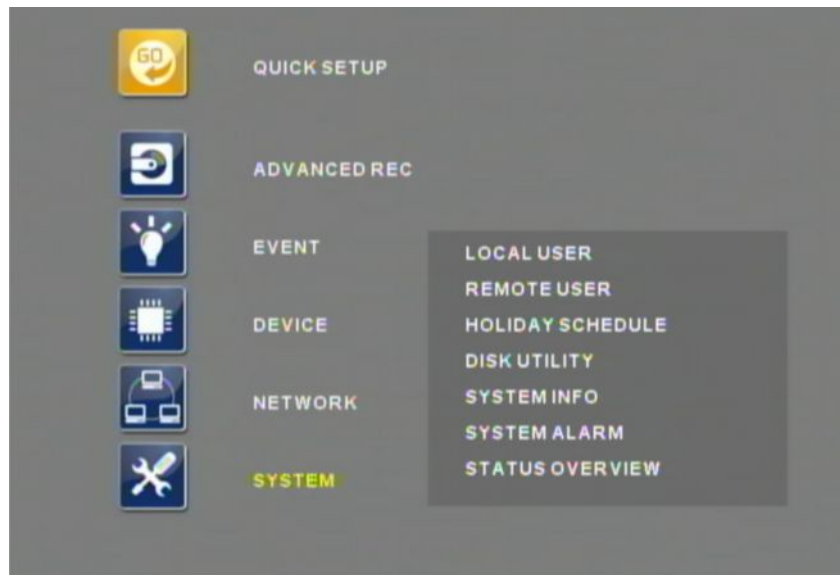 GO
QUICK SETUP
ADVANCED REC
EVENT
DEVICE
NETWORK
SYSTEM
LOCAL USER
REMOTE USER
HOLIDAY SCHEDULE
DISK UTILITY
SYSTEM INFO
SYSTEM ALARM
STATUS OVERVIEW